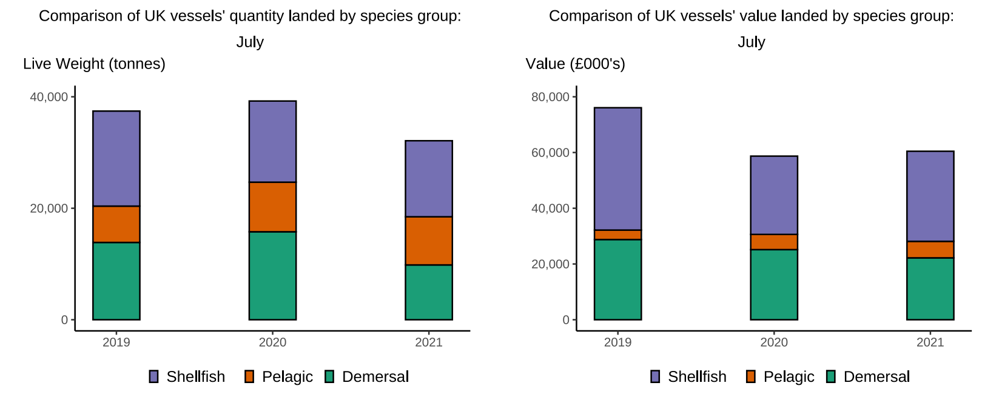 Comparison of UK vessels' quantity landed by species group:
July
Live Weight (tonnes)
40,000
20,000
0
2019 2020 2021
Shellfish Pelagic Demersal
Comparison of UK vessels' value landed by species group:
July
Value (£000's)
80,000
60,000
40,000
20,000
0
2019 2020 2021
Shellfish Pelagic Demersal